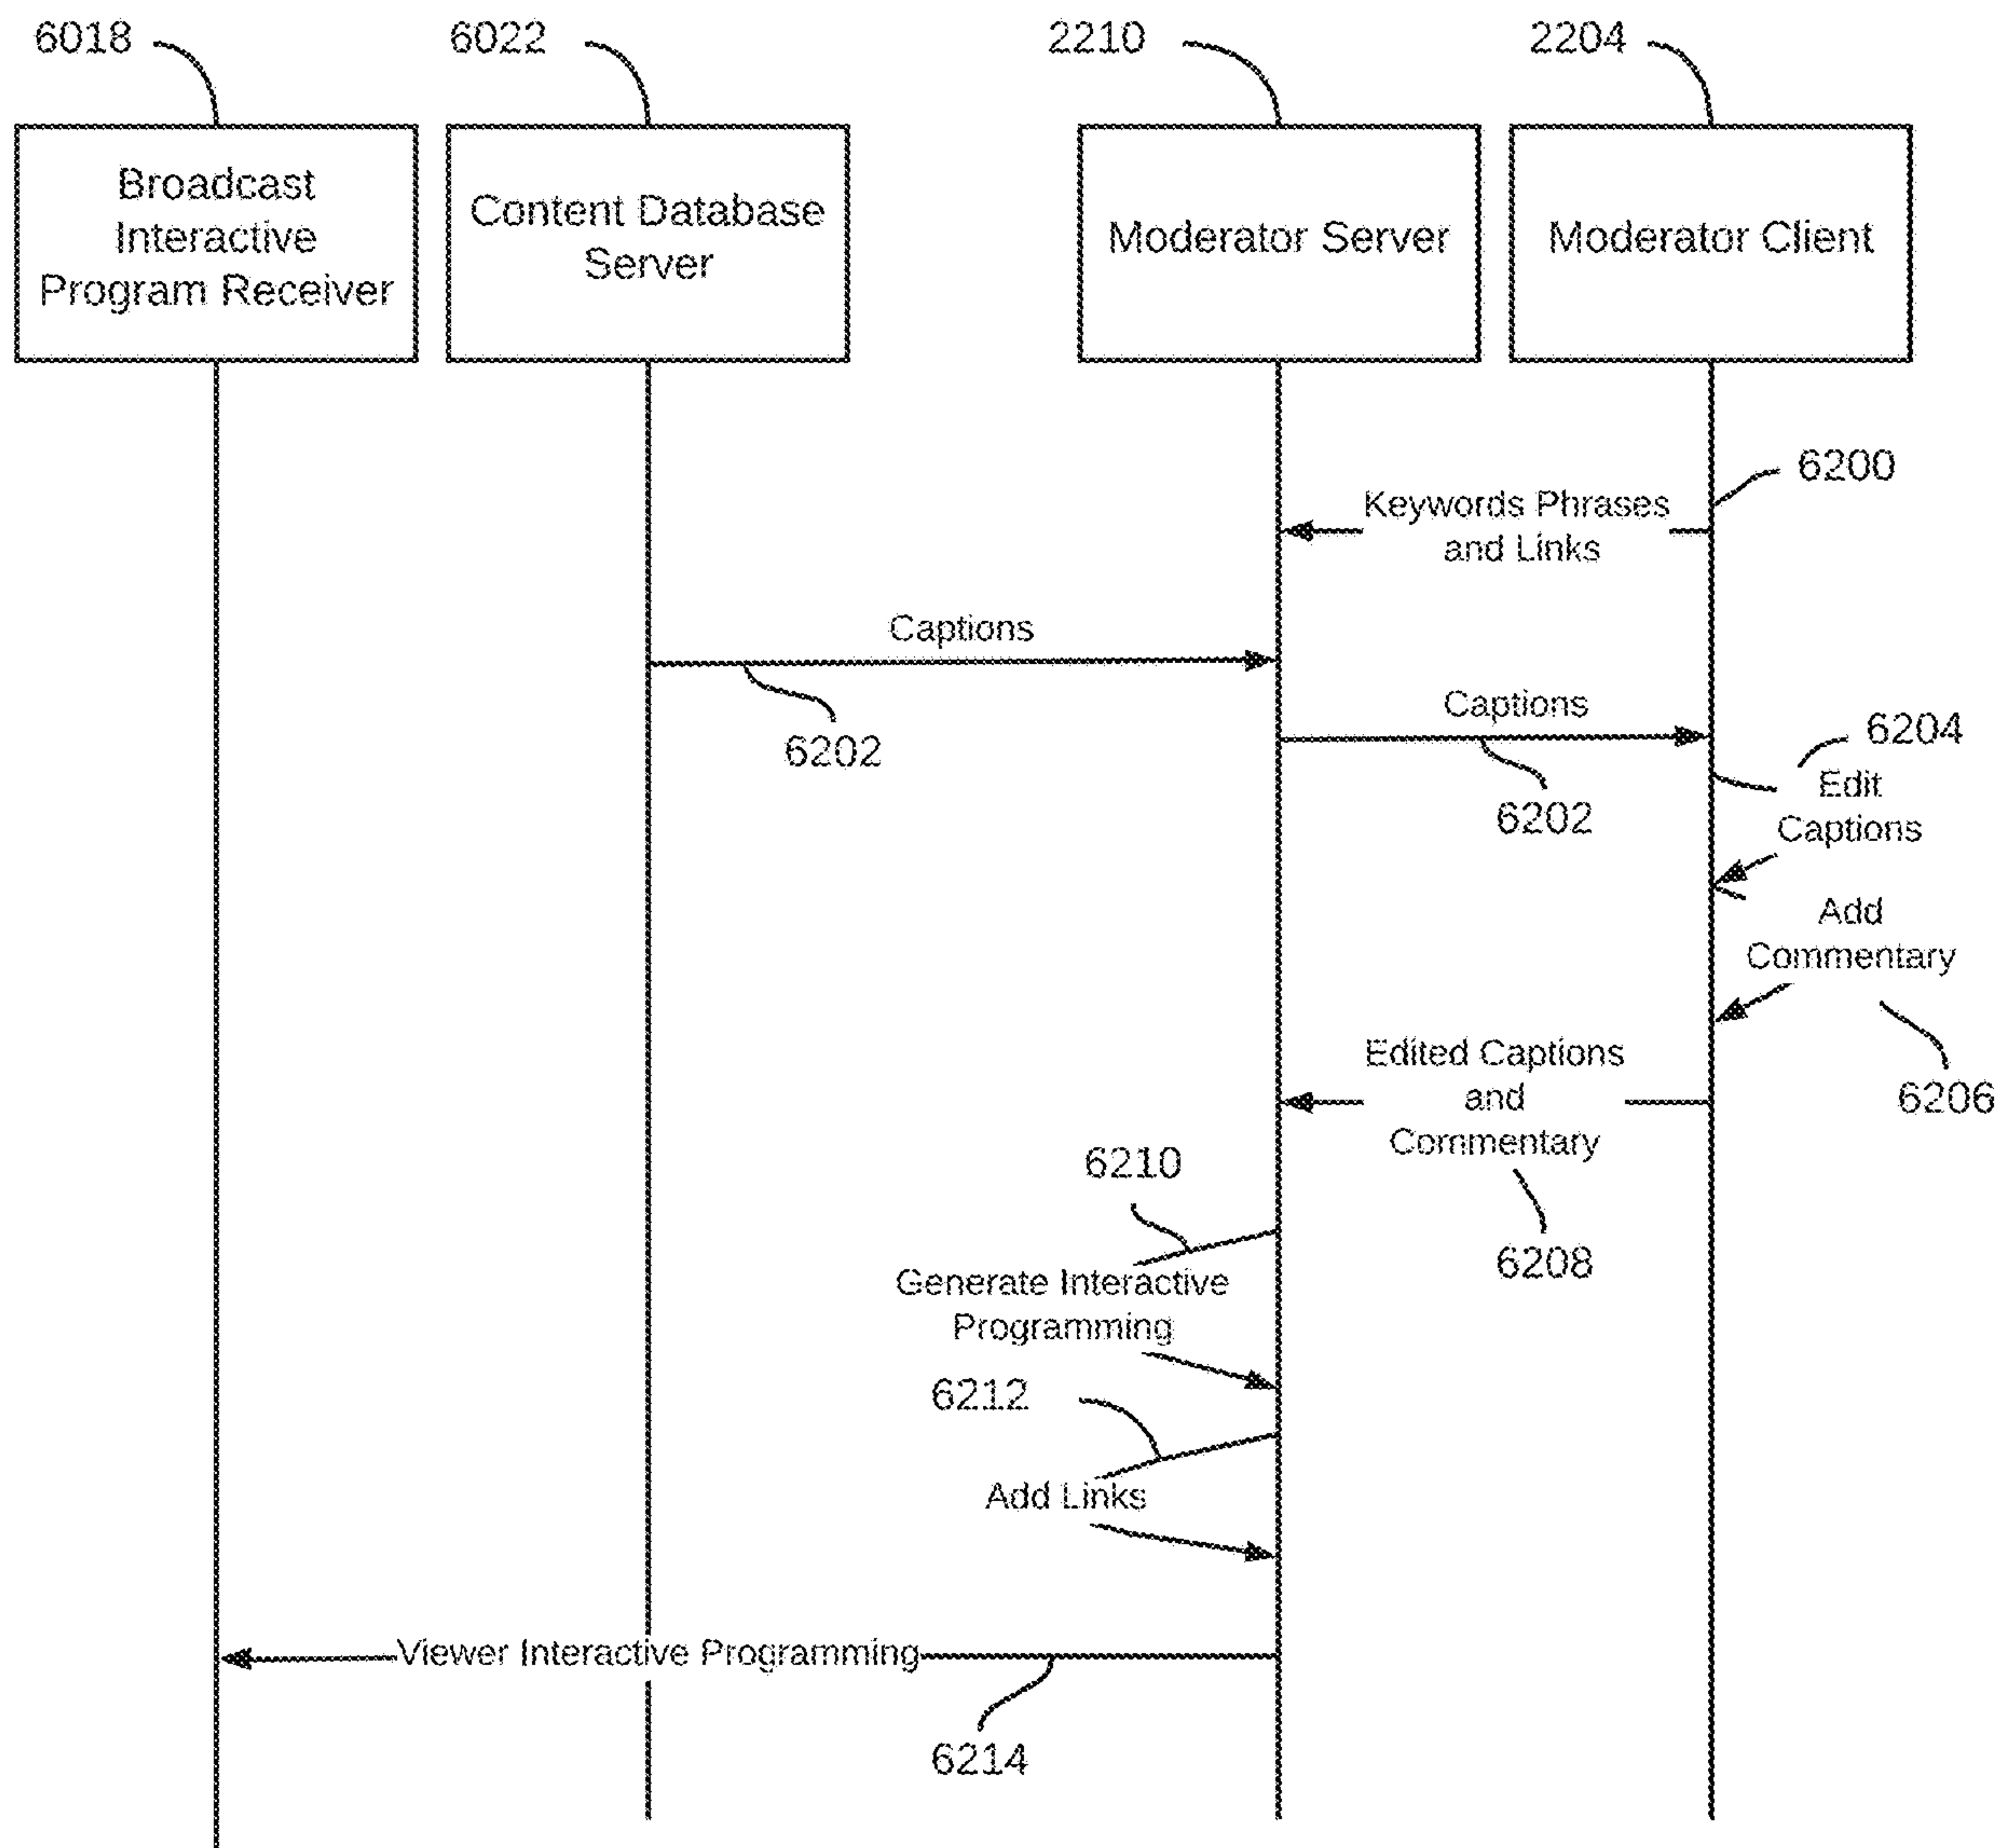 6018
6022
2210
2204
Broadcast
Interactive
Program Receiver
Content Database
Server
Moderator Server
Moderator Client
6200
Keywords Phrases
and Links
Captions
6202
Captions
6202
6204
Edit
Captions
Add
Commentary
6206
Edited Captions
and
Commentary
6208
6210
Generate Interactive
Programming
6212
Add Links
Viewer Interactive Programming
6214